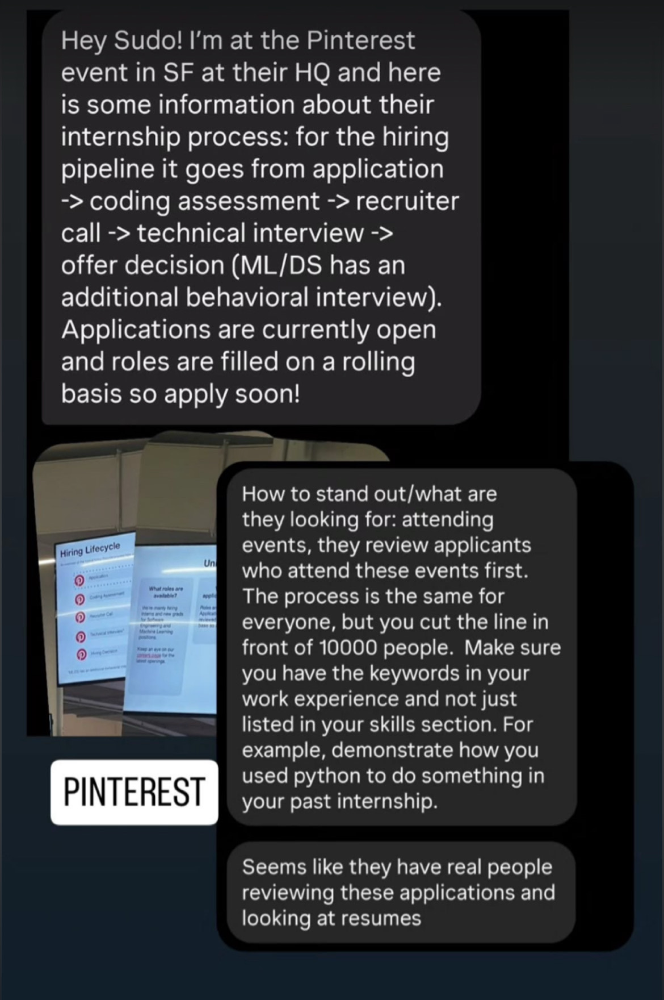 Hey Sudo! I'm at the Pinterest
event in SF at their HQ and here
is some information about their
internship process: for the hiring
pipeline it goes from application
-> coding assessment -> recruiter
call -> technical interview ->
offer decision (ML/DS has an
additional behavioral interview).
Applications are currently open
and roles are filled on a rolling
basis so apply soon!
Hiring Lifecycle
Application
Coding Assessment
Recruiter Call
Technical Interview*
Hiring Decision
What roles are
available?
We're mainly hiring
interns and new grads
for Software
Engineering and
Machine Learning
positions.
Keep an eye on our
careers page for the
latest openings.
How to stand out/what are
they looking for: attending
events, they review applicants
who attend these events first.
The process is the same for
everyone, but you cut the line in
front of 10000 people.  Make sure
you have the keywords in your
work experience and not just
listed in your skills section. For
example, demonstrate how you
used python to do something in
your past internship.
PINTEREST
Seems like they have real people
reviewing these applications and
looking at resumes